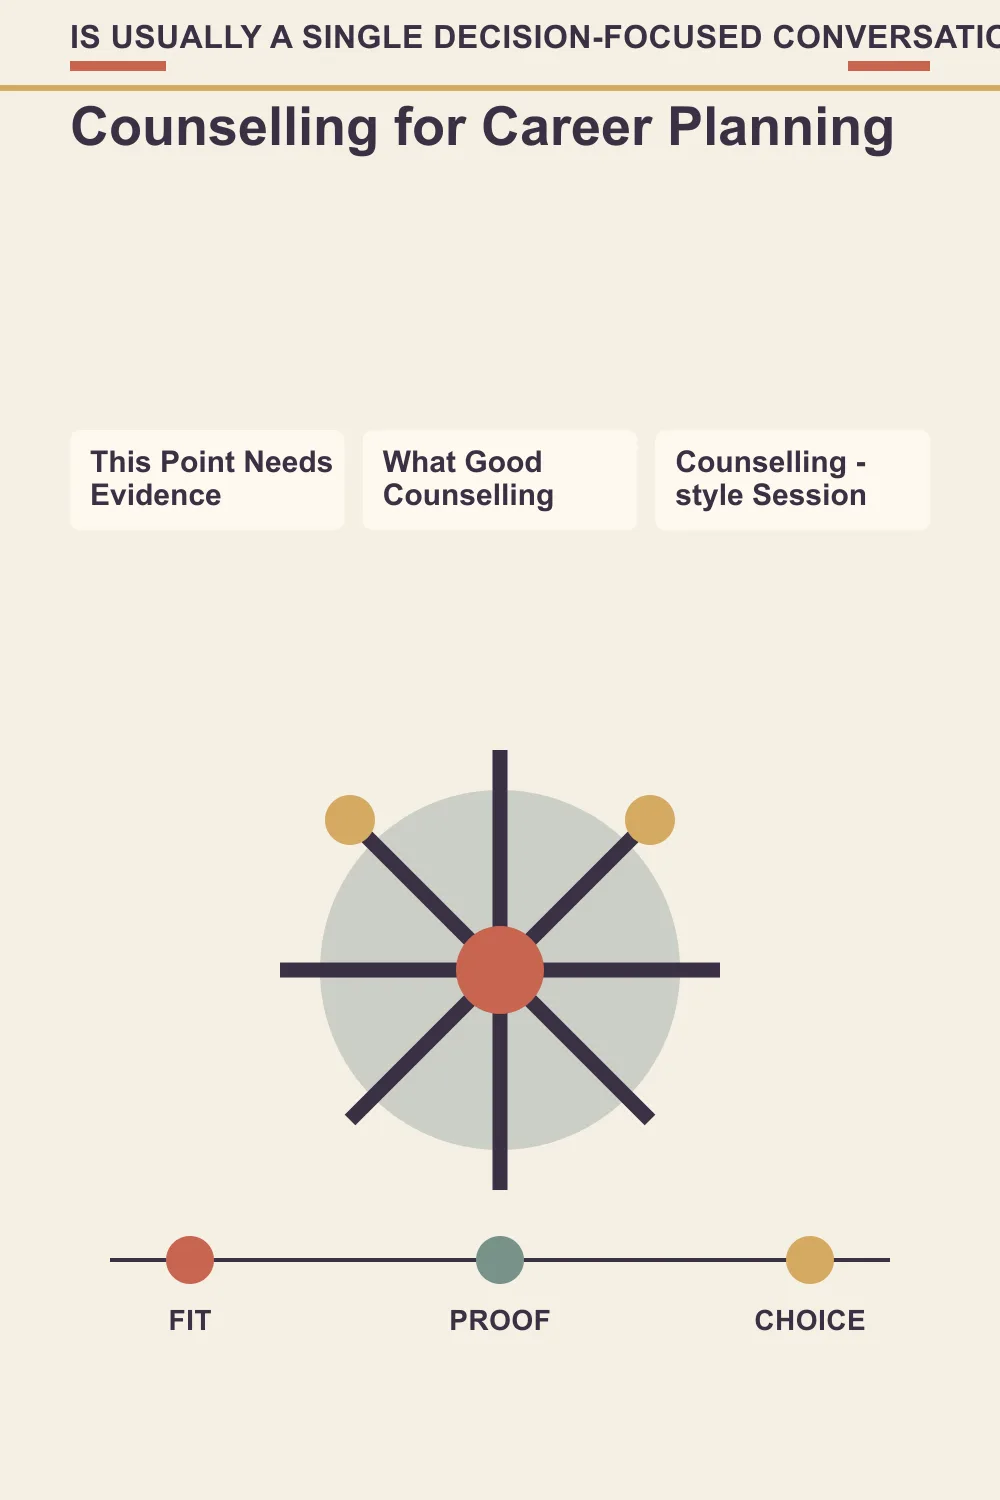 IS USUALLY A SINGLE DECISION-FOCUSED CONVERSATIO
Counselling for Career Planning
This Point Needs
Evidence
What Good
Counselling
Counselling -
style Session
FIT
PROOF
CHOICE